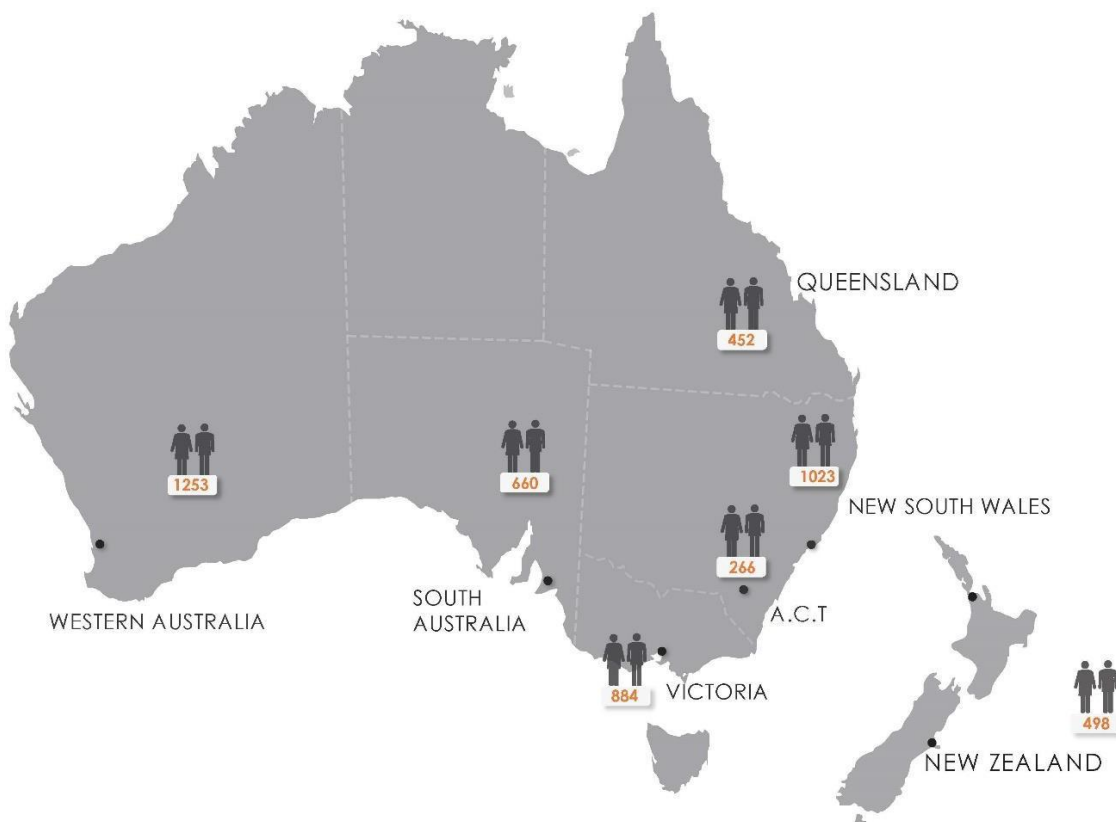 QUEENSLAND
452
1253
660
1023
NEW SOUTH WALES
266
A.C.T
WESTERN AUSTRALIA
SOUTH
AUSTRALIA
884
VICTORIA
498
NEW ZEALAND